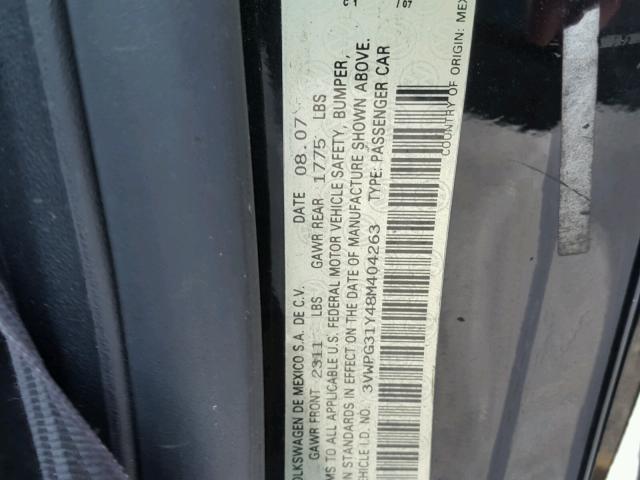 OLKSWAGEN DE MEXICO S.A. DE C.V. DATE 08.07
GAWR FRONT 2311 LBS GAWR REAR 1775 LBS
MS TO ALL APPLICABLE U.S. FEDERAL MOTOR VEHICLE SAFETY, BUMPER,
N STANDARDS IN EFFECT ON THE DATE OF MANUFACTURE SHOWN ABOVE.
EHICLE I.D. NO.: 3VWPG31Y48M404263 TYPE: PASSENGER CAR
COUNTRY OF ORIGIN: MEX
/07